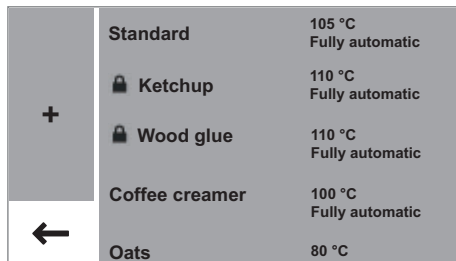 Standard
105 °C
Fully automatic
Ketchup
110 °C
Fully automatic
+
Wood glue
110 °C
Fully automatic
Coffee creamer
100 °C
Fully automatic
Oats
80 °C